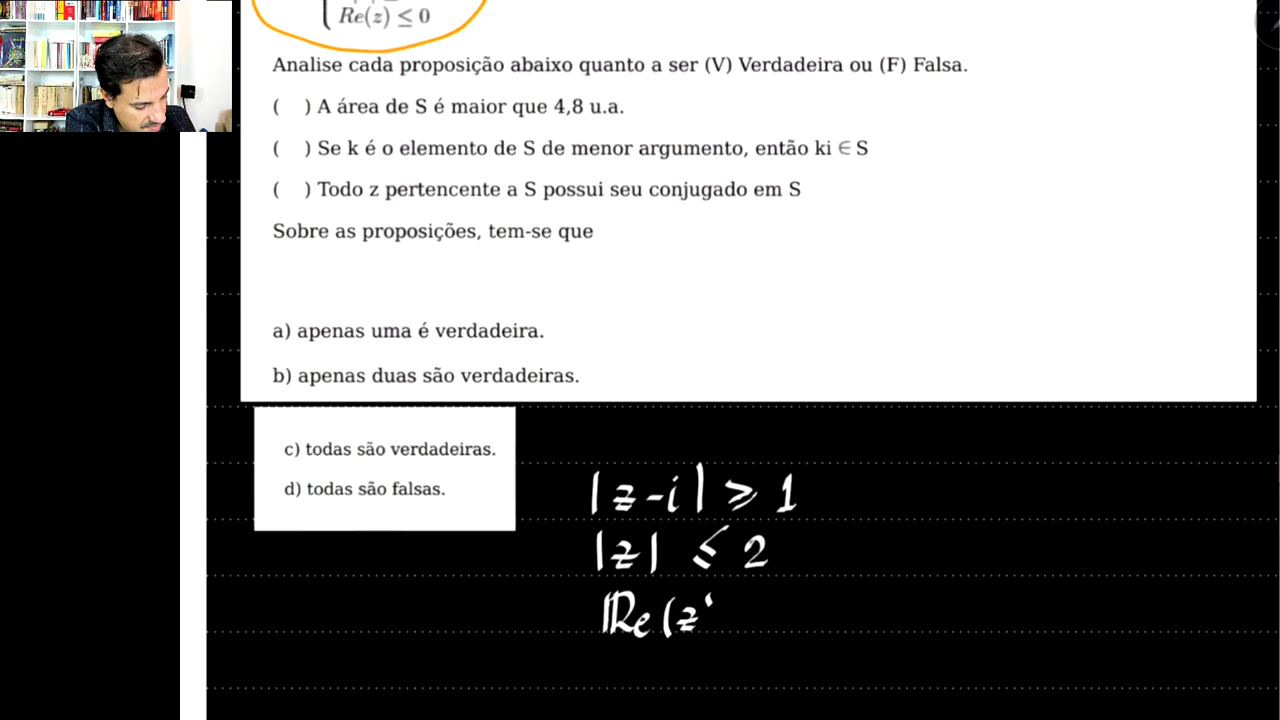 Re(z) ≤ 0
Analise cada proposição abaixo quanto a ser (V) Verdadeira ou (F) Falsa.
( ) A área de S é maior que 4,8 u.a.
( ) Se k é o elemento de S de menor argumento, então ki ∈ S
( ) Todo z pertencente a S possui seu conjugado em S
Sobre as proposições, tem-se que
a) apenas uma é verdadeira.
b) apenas duas são verdadeiras.
c) todas são verdadeiras.
d) todas são falsas.
|z-i| ≥ 1
|z| ≤ 2
Re(z